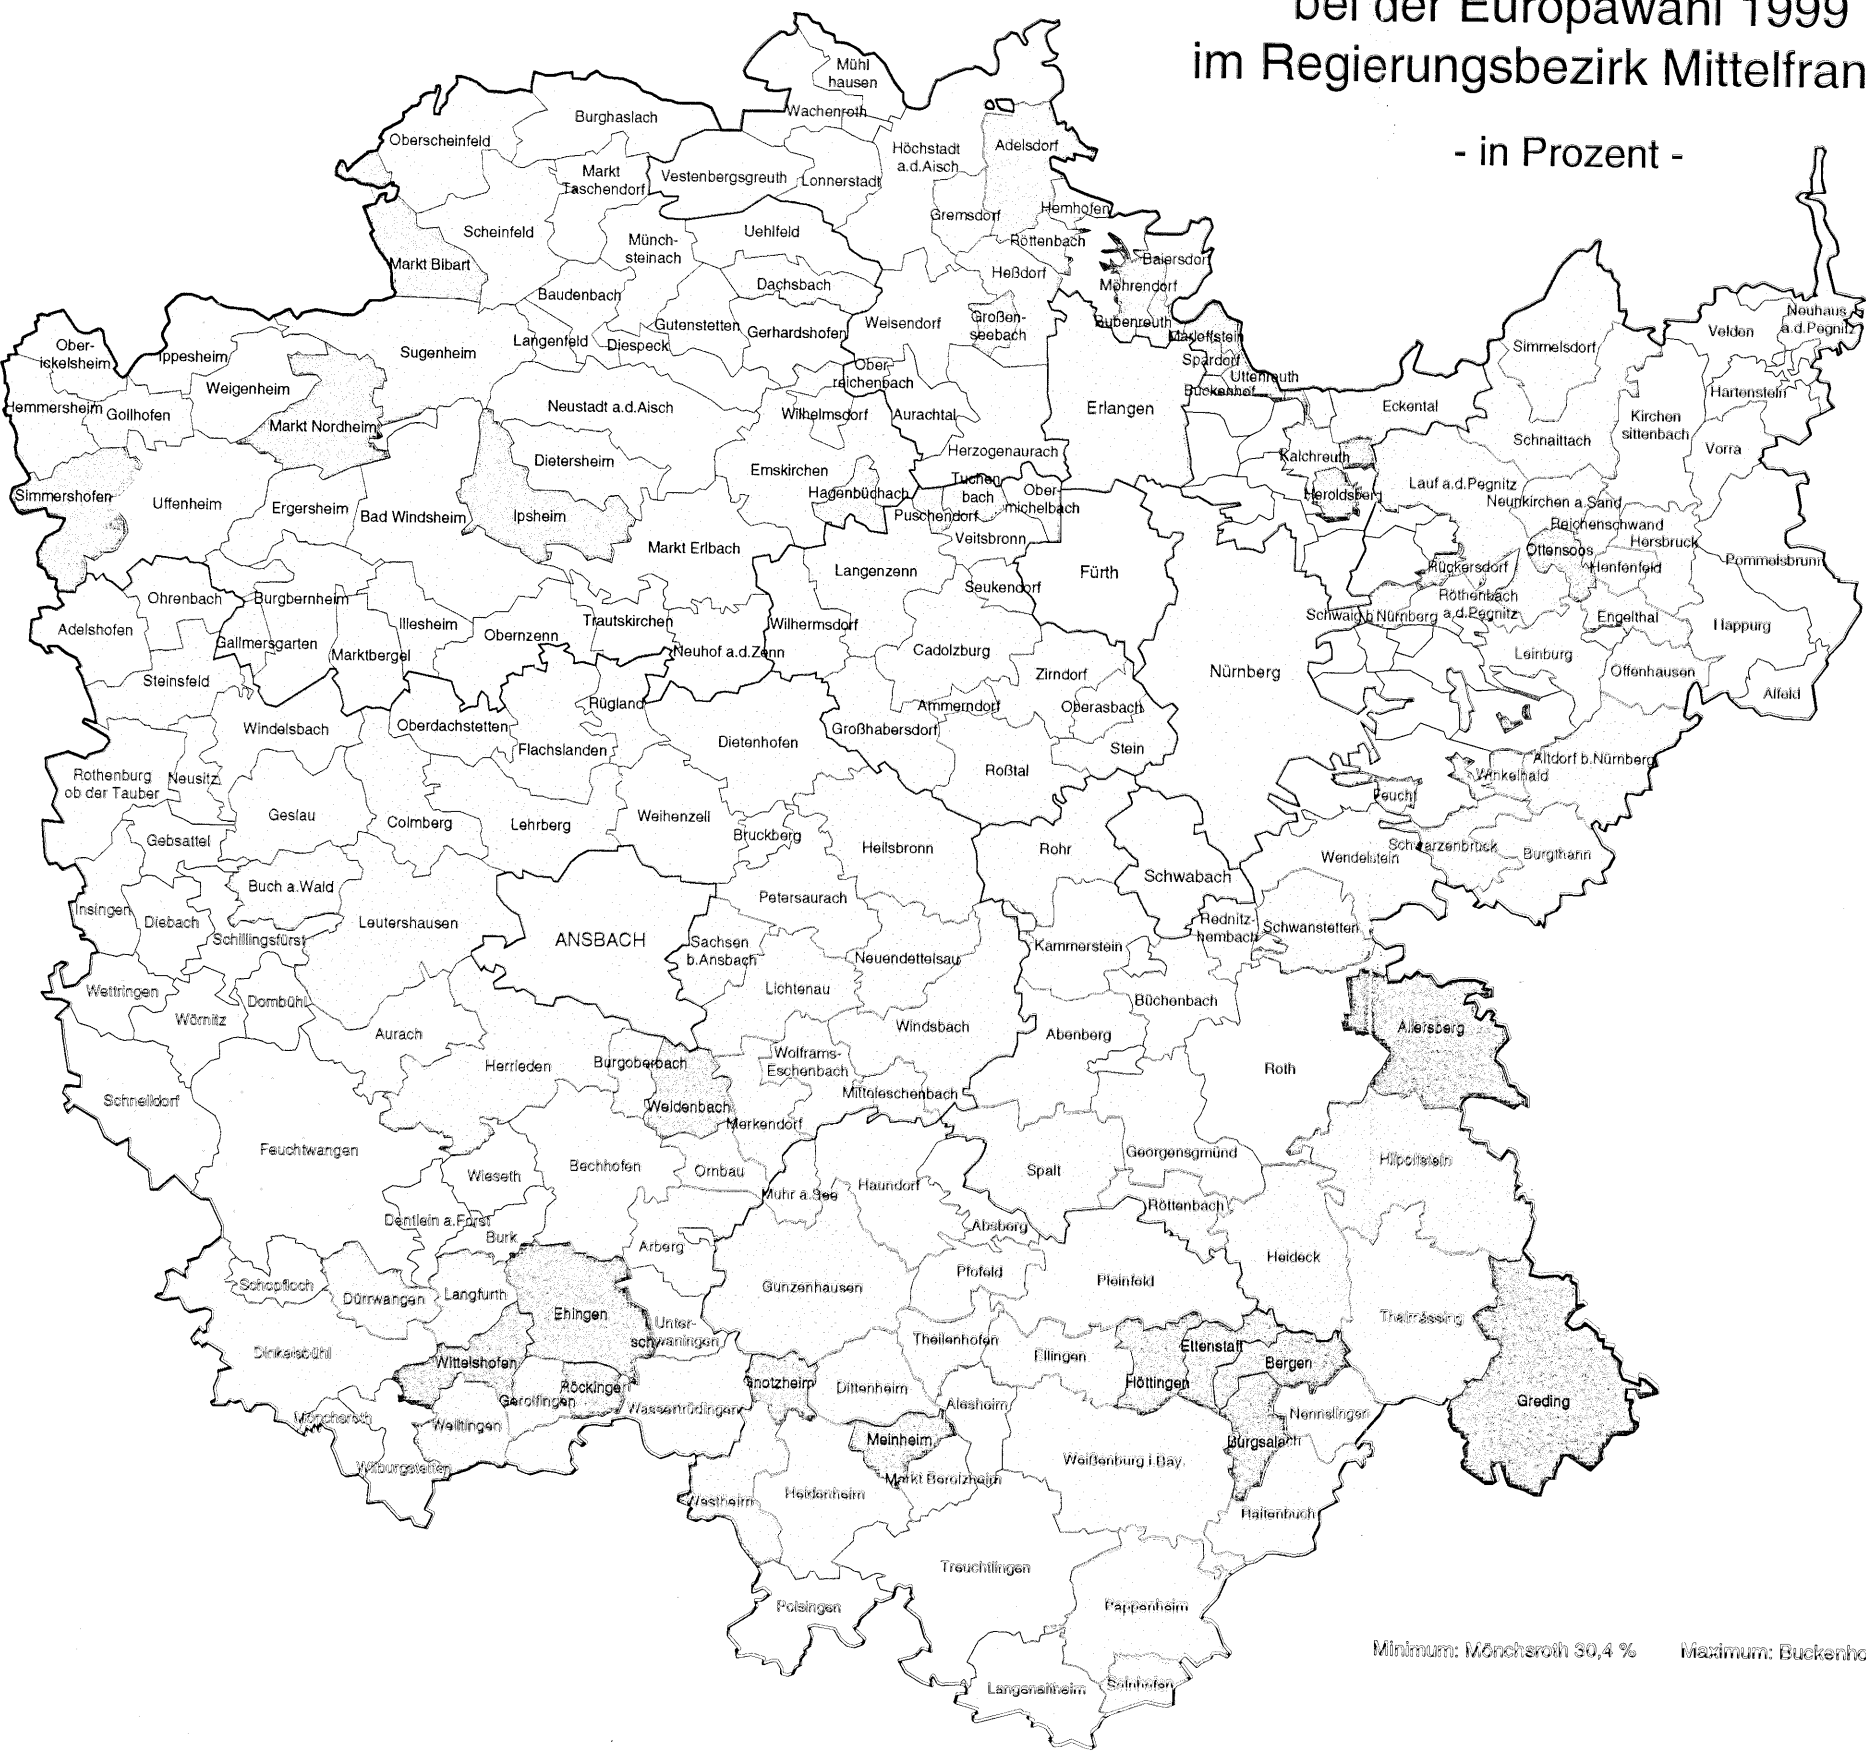 bei der Europawahl 1999
im Regierungsbezirk Mittelfran
- in Prozent -
Mühl
hausen
Wachenroth
Burghaslach
Oberscheinfeld
Höchstadt
a.d.Aisch
Adelsdorf
Markt
Taschendorf
Vestenbergsgreuth
Lonnerstadt
Gremsdorf
Hemhofen
Scheinfeld
Münch-
steinach
Uehlfeld
Röttenbach
Markt Bibart
Heßdorf
Baiersdorf
Baudenbach
Dachsbach
Möhrendorf
Gutenstetten
Gerhardshofen
Weisendorf
Großen-
seebach
Bubenreuth
Marloffstein
Neuhaus
a.d.Pegnitz
Velden
Ober-
ickelsheim
Ippesheim
Sugenheim
Langenfeld
Diespeck
Spardorf
Simmelsdorf
Ober-
reichenbach
Uttenreuth
Buckenhof
Weigenheim
Hartenstein
Hemmersheim
Gollhofen
Markt Nordheim
Neustadt a.d.Aisch
Wilhelmsdorf
Aurachtal
Erlangen
Eckental
Kirchen
sittenbach
Schnaittach
Vorra
Dietersheim
Emskirchen
Herzogenaurach
Kalchreuth
Simmershofen
Uffenheim
Ergersheim
Bad Windsheim
Ipsheim
Hagenbüchach
Tuchen
bach
Ober-
michelbach
Puschendorf
Heroldsberg
Lauf a.d.Pegnitz
Neunkirchen a.Sand
Reichenschwand
Hersbruck
Markt Erlbach
Veitsbronn
Ottensoos
Langenzenn
Fürth
Rückersdorf
Henfenfeld
Pommelsbrunn
Ohrenbach
Burgbernheim
Seukendorf
Röthenbach
a.d.Pegnitz
Adelshofen
Gallmersgarten
Illesheim
Obernzenn
Trautskirchen
Wilhermsdorf
Schwaig b.Nürnberg
Engelthal
Happurg
Marktbergel
Neuhof a.d.Zenn
Cadolzburg
Leinburg
Steinsfeld
Zirndorf
Nürnberg
Offenhausen
Alfeld
Windelsbach
Oberdachstetten
Rügland
Ammerndorf
Oberasbach
Flachslanden
Dietenhofen
Großhabersdorf
Stein
Altdorf b.Nürnberg
Rothenburg
ob der Tauber
Neusitz
Roßtal
Winkelhaid
Feucht
Geslau
Colmberg
Lehrberg
Weihenzell
Bruckberg
Gebsattel
Heilsbronn
Rohr
Schwarzenbruck
Wendelstein
Burgthann
Buch a.Wald
Petersaurach
Schwabach
Insingen
Diebach
Leutershausen
Rednitz-
hembach
Schwanstetten
Schillingsfürst
ANSBACH
Sachsen
b.Ansbach
Neuendettelsau
Kammerstein
Wettringen
Dombühl
Lichtenau
Büchenbach
Wörnitz
Aurach
Windsbach
Abenberg
Allersberg
Herrieden
Burgoberbach
Wolframs-
Eschenbach
Roth
Schnelldorf
Weidenbach
Mitteleschenbach
Merkendorf
Feuchtwangen
Wieseth
Bechhofen
Ornbau
Haundorf
Spalt
Georgensgmünd
Hilpoltstein
Muhr a.See
Röttenbach
Dentlein a.Forst
Burk
Arberg
Absberg
Heideck
Schopfloch
Dürrwangen
Langfurth
Gunzenhausen
Pfofeld
Pleinfeld
Ehingen
Unter-
schwaningen
Thalmässing
Dinkelsbühl
Theilenhofen
Ellingen
Ettenstatt
Bergen
Wittelshofen
Röckingen
Gnotzheim
Dittenheim
Höttingen
Greding
Mönchsroth
Gerolfingen
Wassertrüdingen
Alesheim
Nennslingen
Weiltingen
Meinheim
Burgsalach
Wilburgstetten
Markt Berolzheim
Weißenburg i.Bay.
Westheim
Heidenheim
Raitenbuch
Treuchtlingen
Polsingen
Pappenheim
Langenaltheim
Solnhofen
Minimum: Mönchsroth 30,4 %
Maximum: Buckenho